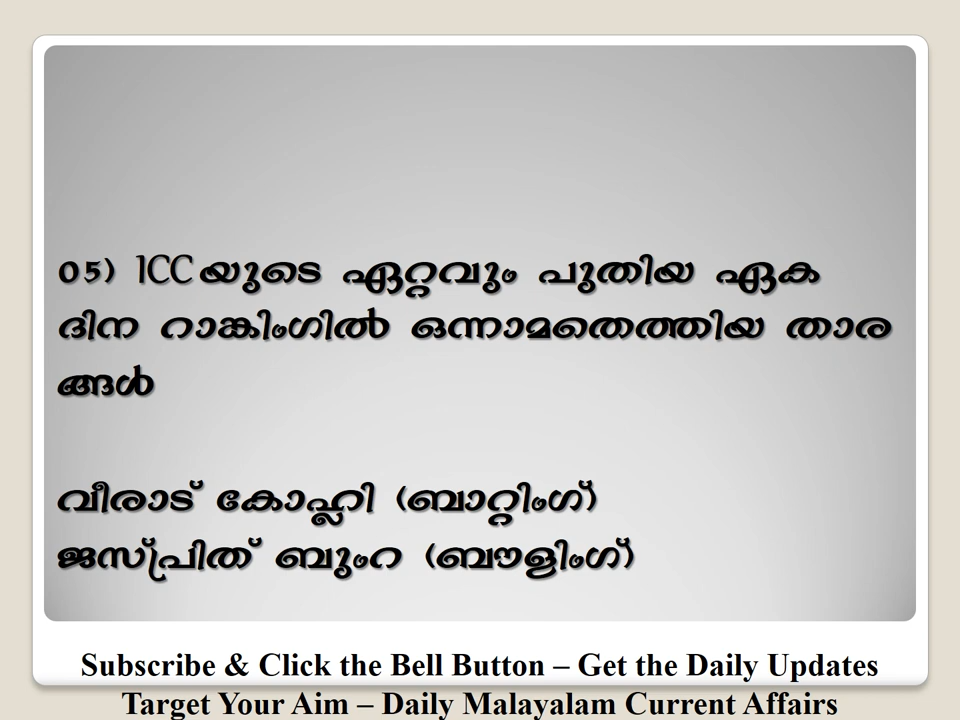 05) ICCയുടെ ഏറ്റവും പുതിയ ഏക
ദിന റാങ്കിംഗിൽ ഒന്നാമതെത്തിയ താര
ങ്ങൾ
വീരാട് കോഹ്ലി (ബാറ്റിംഗ്)
ജസ്പ്രിത് ബുംറ (ബൗളിംഗ്)
Subscribe & Click the Bell Button – Get the Daily Updates
Target Your Aim – Daily Malayalam Current Affairs